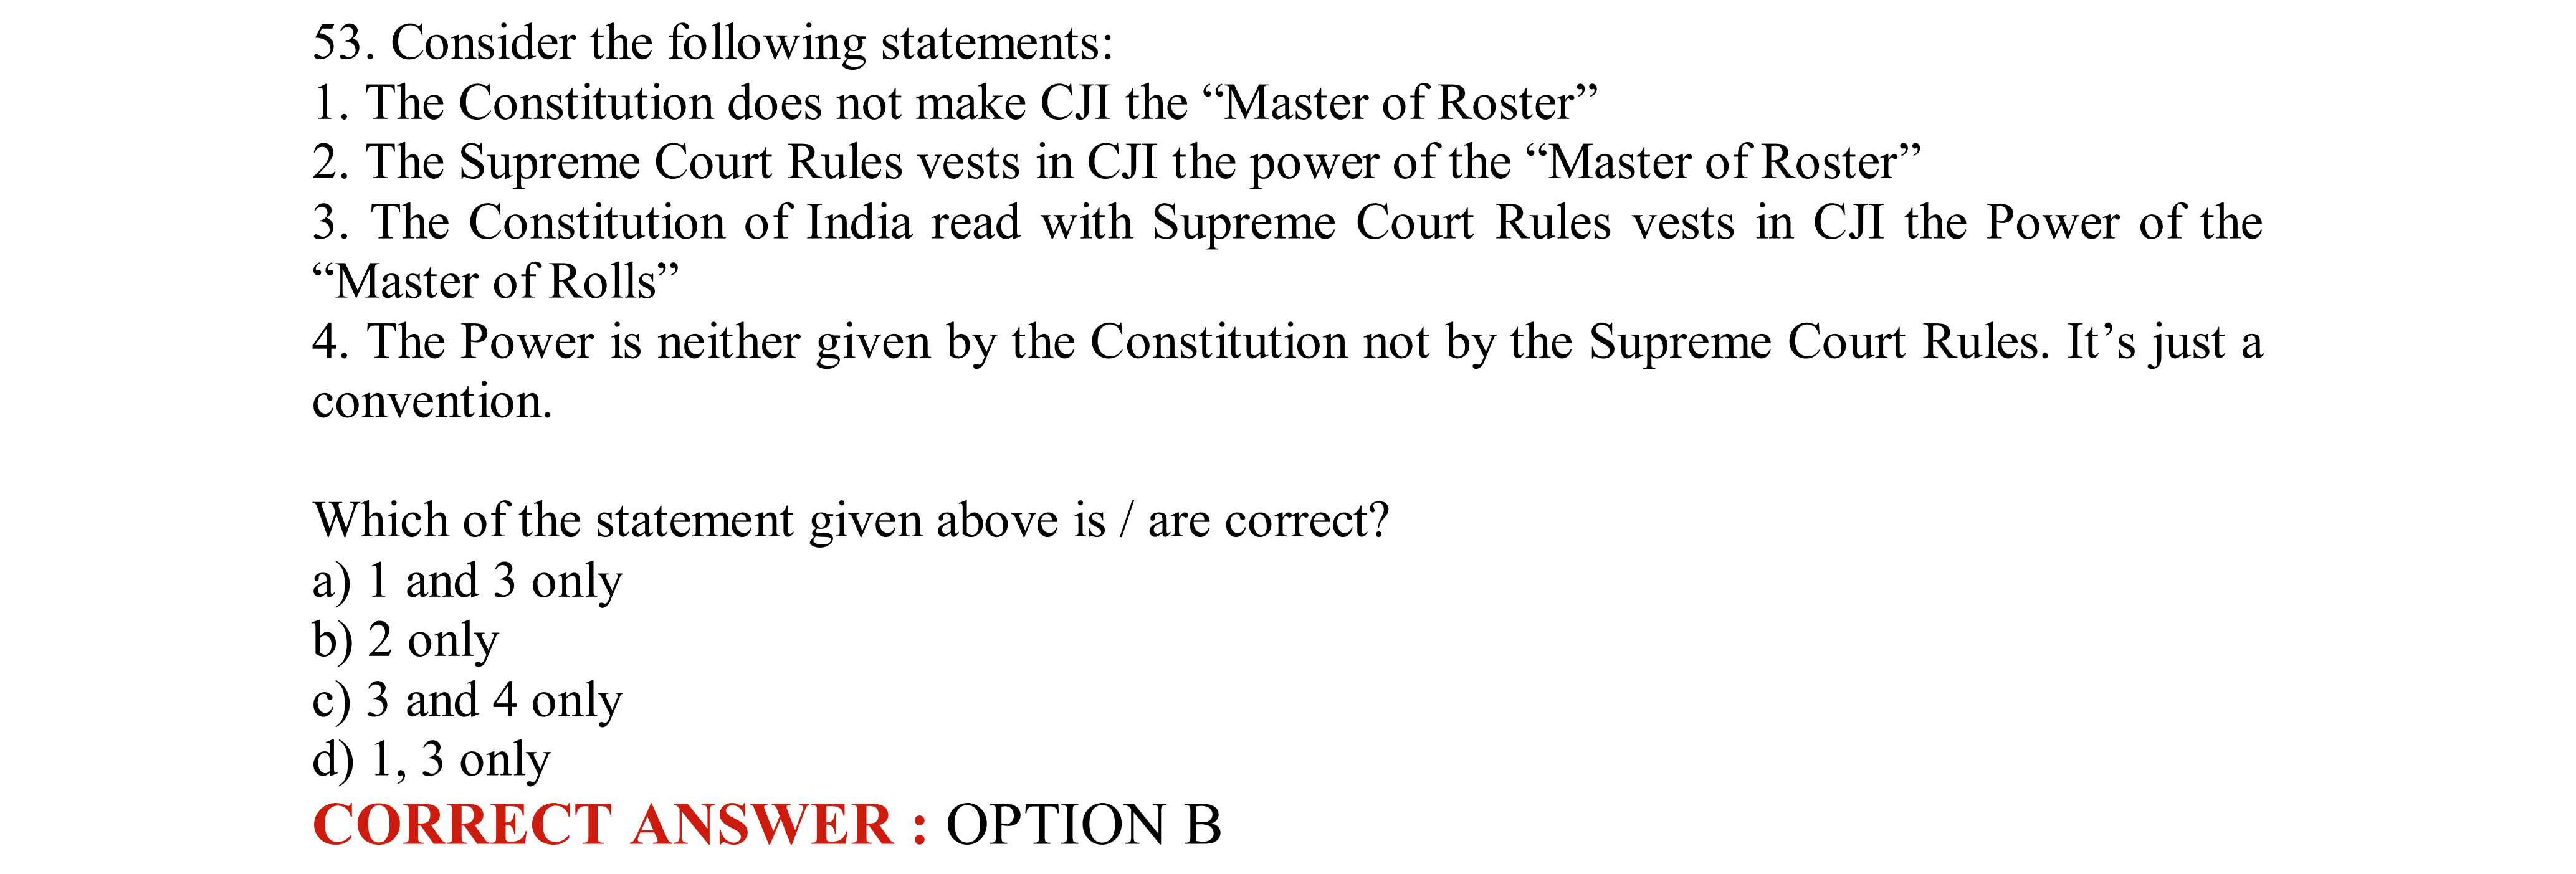 53. Consider the following statements:
1. The Constitution does not make CJI the “Master of Roster”
2. The Supreme Court Rules vests in CJI the power of the “Master of Roster”
3. The Constitution of India read with Supreme Court Rules vests in CJI the Power of the
“Master of Rolls”
4. The Power is neither given by the Constitution not by the Supreme Court Rules. It’s just a
convention.
Which of the statement given above is / are correct?
a) 1 and 3 only
b) 2 only
c) 3 and 4 only
d) 1, 3 only
CORRECT ANSWER : OPTION B